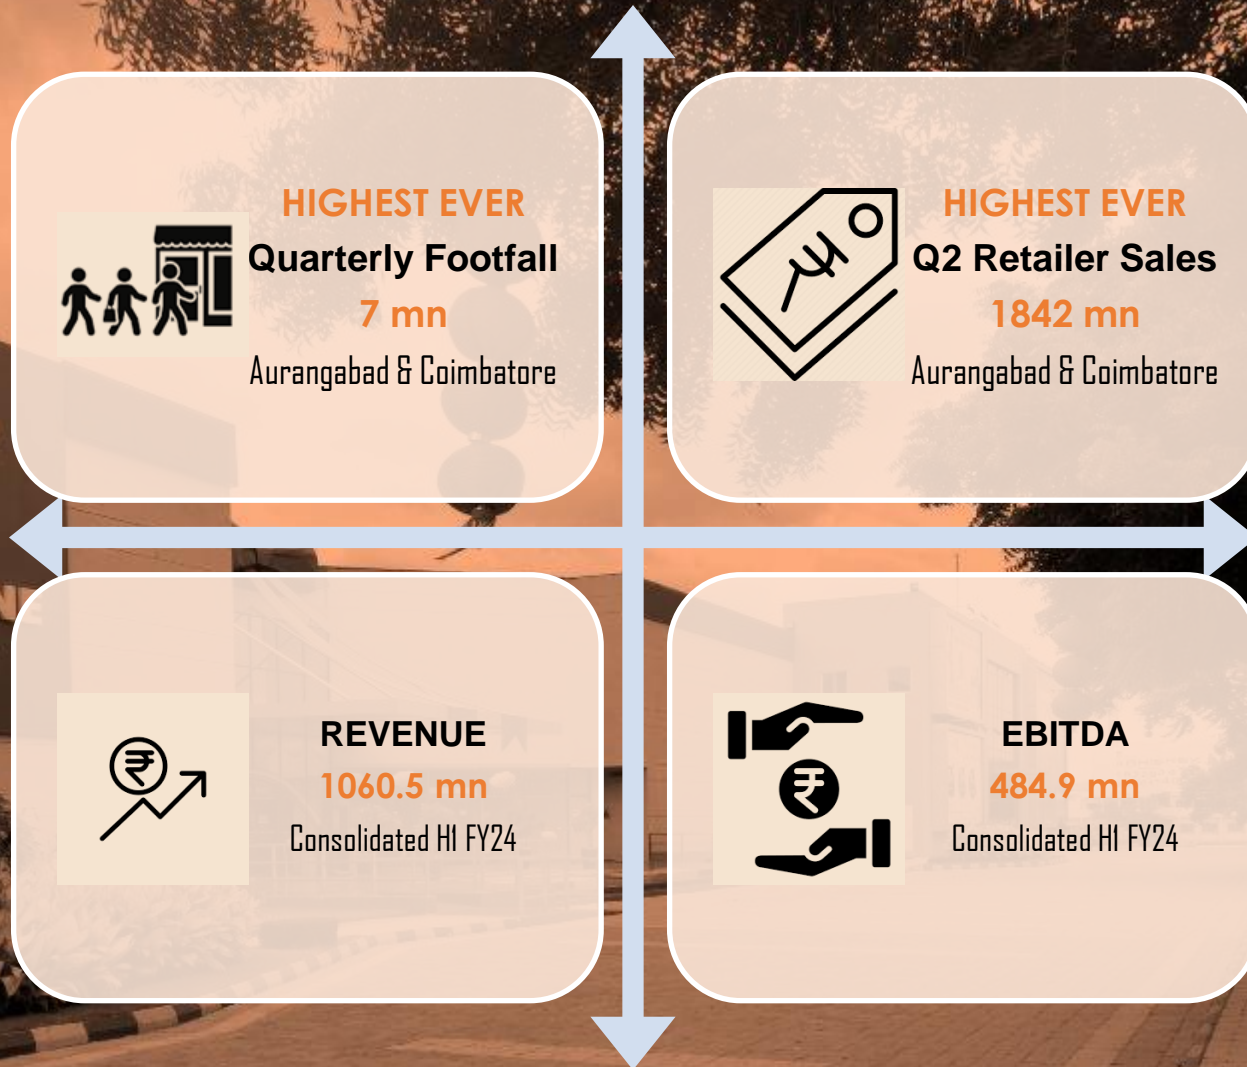 HIGHEST EVER
Quarterly Footfall
7 mn
Aurangabad & Coimbatore
HIGHEST EVER
Q2 Retailer Sales
1842 mn
Aurangabad & Coimbatore
₹
REVENUE
1060.5 mn
Consolidated H1 FY24
₹
EBITDA
484.9 mn
Consolidated H1 FY24